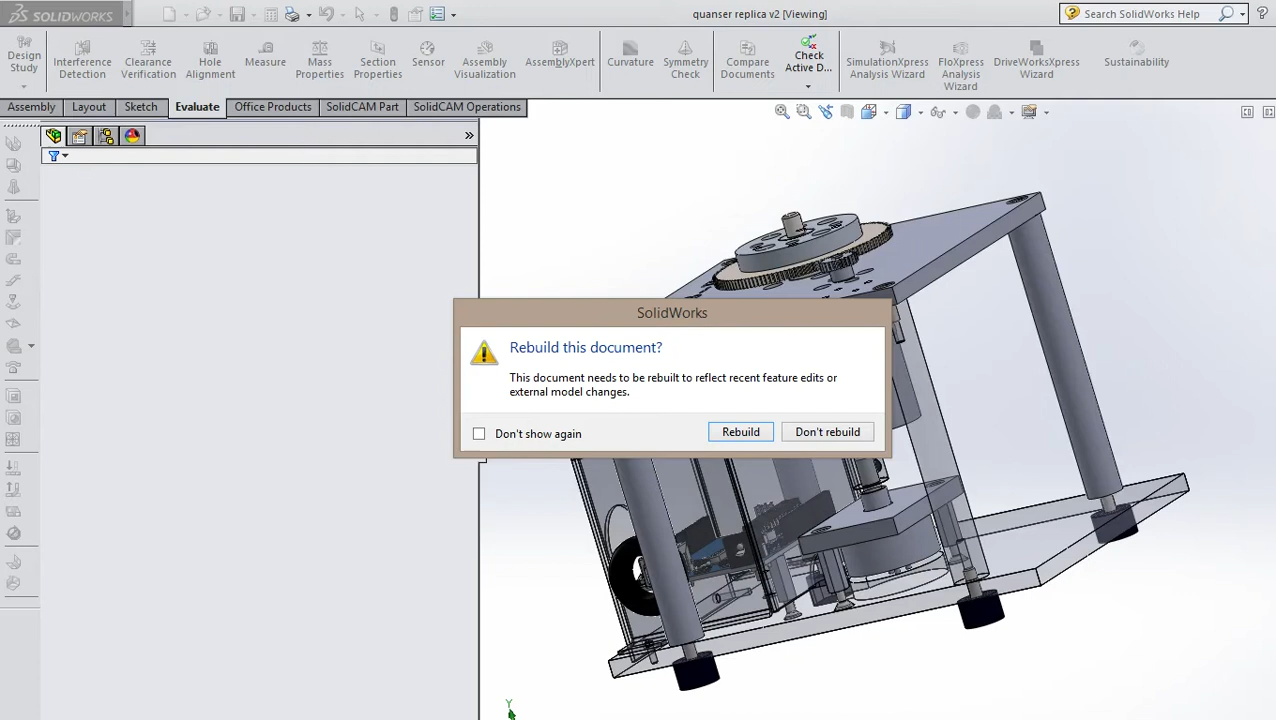 SOLIDWORKS
quanser replica v2 [Viewing]
Search SolidWorks Help
Design Study
Interference Detection
Clearance Verification
Hole Alignment
Measure
Mass Properties
Section Properties
Sensor
Assembly Visualization
AssemblyXpert
Curvature
Symmetry Check
Compare Documents
Check Active D...
SimulationXpress Analysis Wizard
FloXpress Analysis Wizard
DriveWorksXpress Wizard
Sustainability
Assembly
Layout
Sketch
Evaluate
Office Products
SolidCAM Part
SolidCAM Operations
SolidWorks
Rebuild this document?
This document needs to be rebuilt to reflect recent feature edits or
external model changes.
Don't show again
Rebuild
Don't rebuild
Y